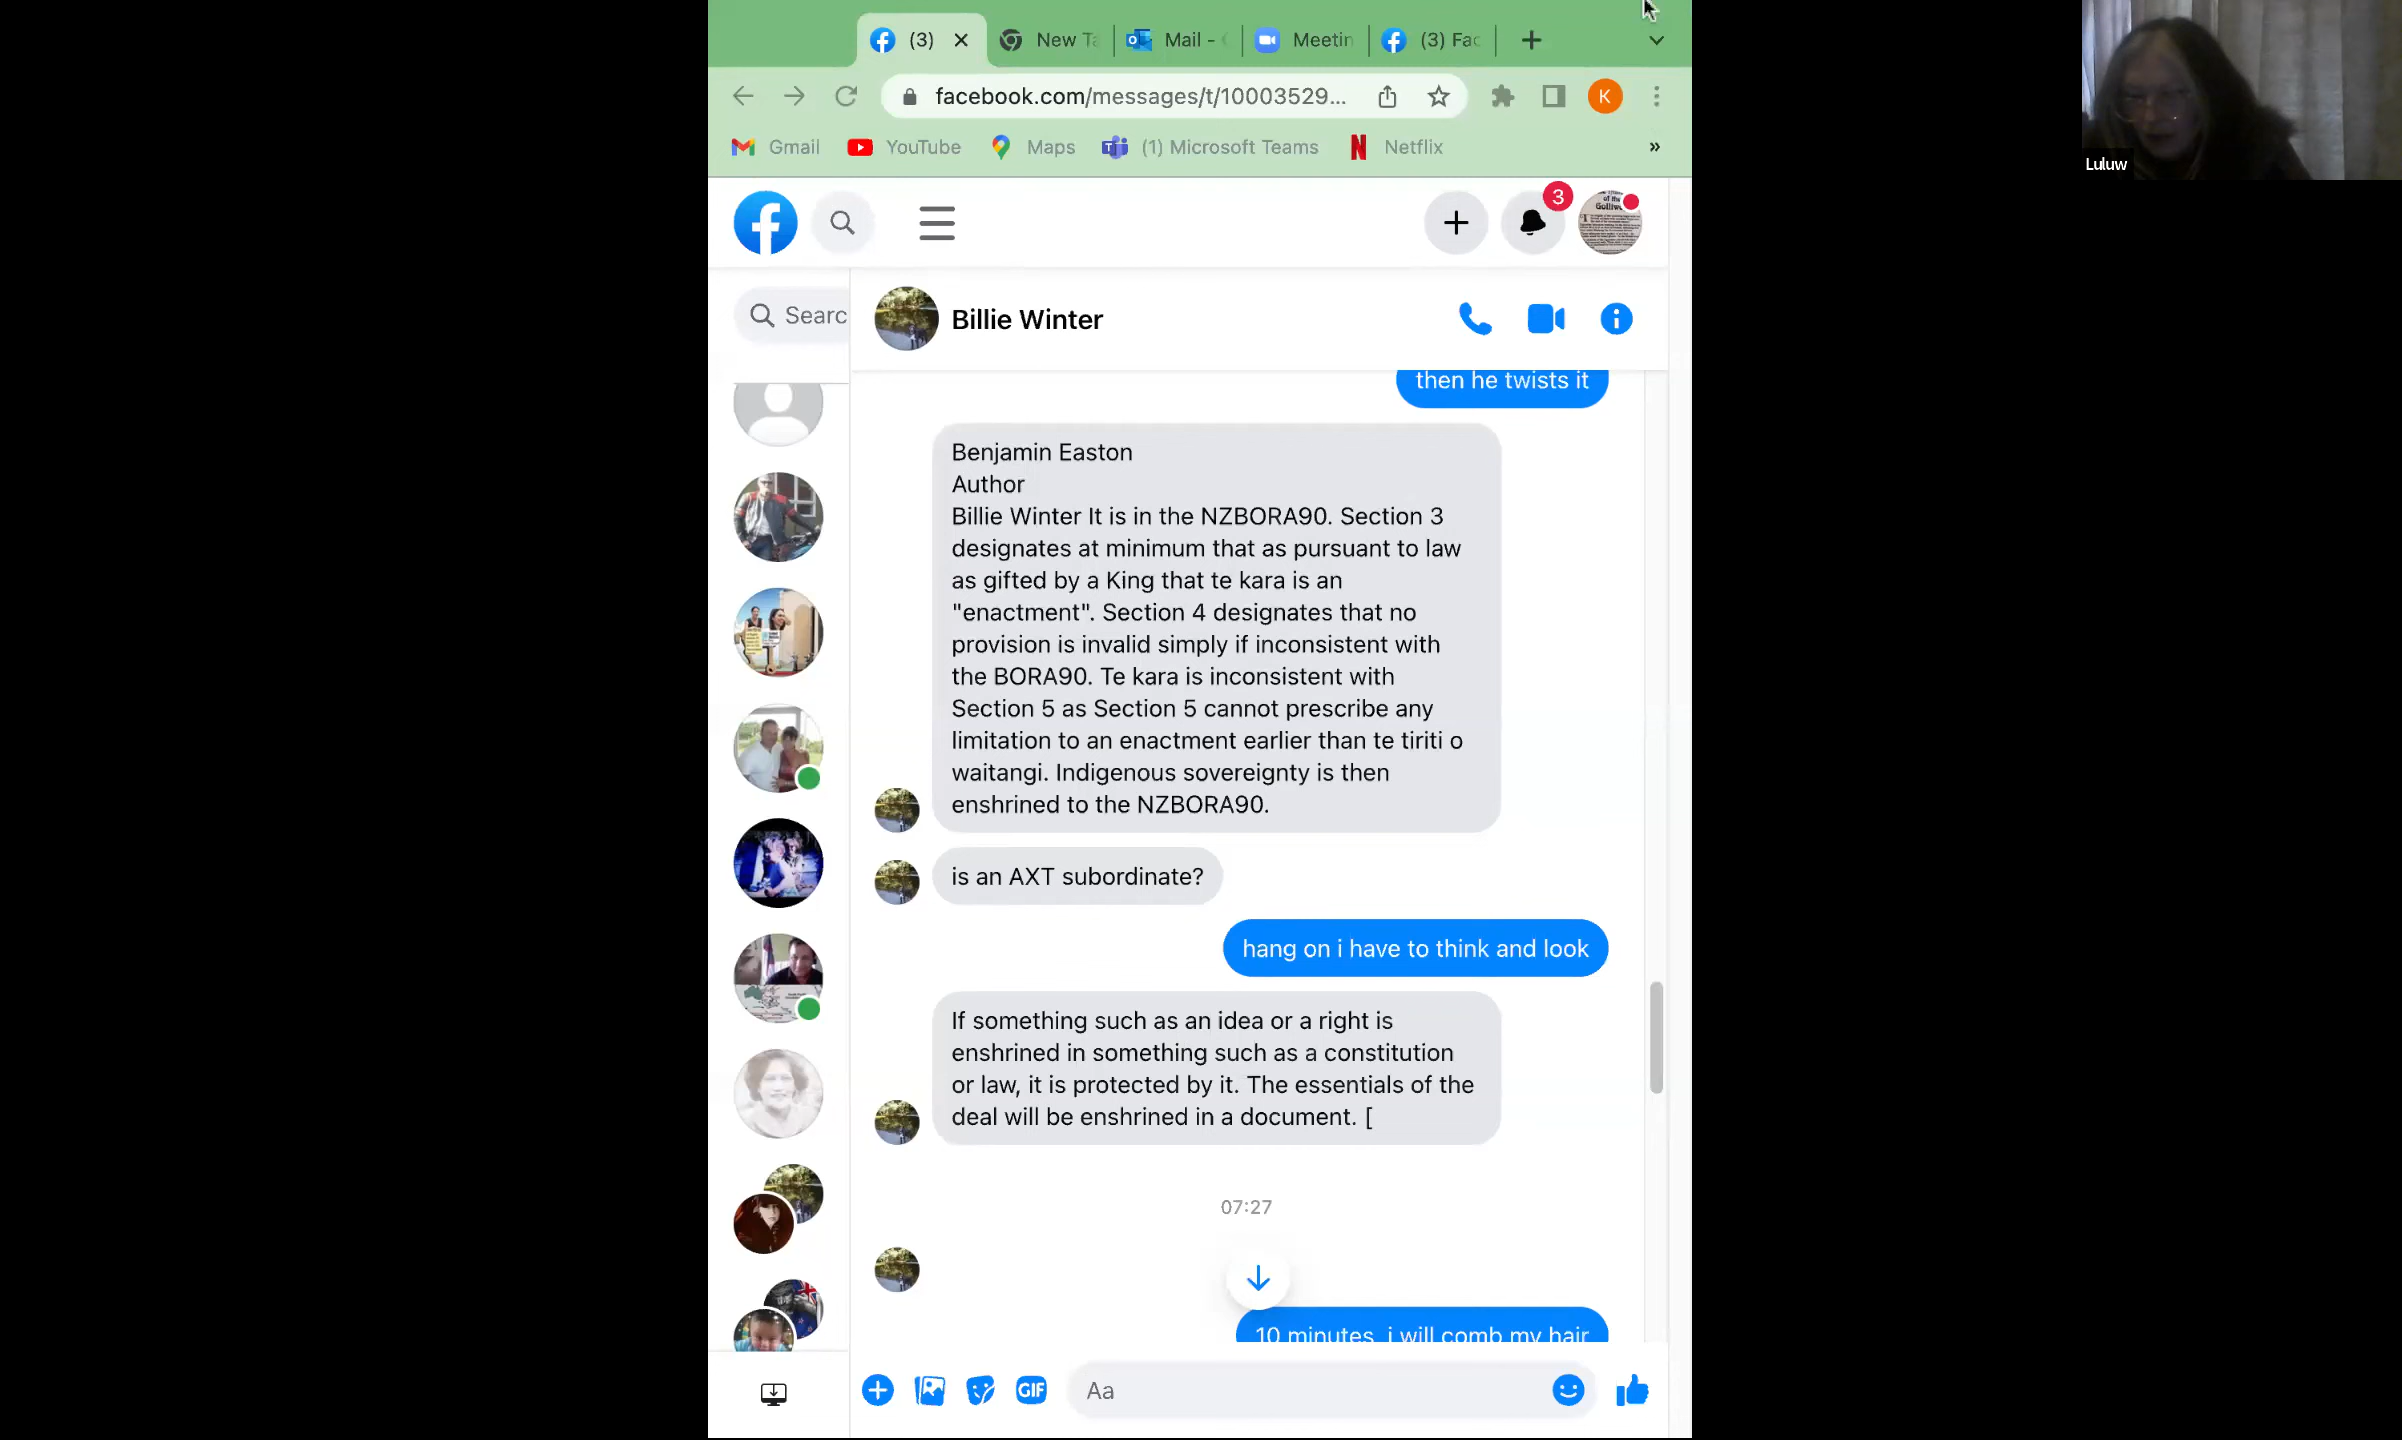 (3)
New Ta
Mail -
Meetin
(3) Fac
facebook.com/messages/t/10003529...
K
Gmail
YouTube
Maps
(1) Microsoft Teams
Netflix
»
3
Searc
Billie Winter
then he twists it
Benjamin Easton
Author
Billie Winter It is in the NZBORA90. Section 3
designates at minimum that as pursuant to law
as gifted by a King that te kara is an
"enactment". Section 4 designates that no
provision is invalid simply if inconsistent with
the BORA90. Te kara is inconsistent with
Section 5 as Section 5 cannot prescribe any
limitation to an enactment earlier than te tiriti o
waitangi. Indigenous sovereignty is then
enshrined to the NZBORA90.
is an AXT subordinate?
hang on i have to think and look
If something such as an idea or a right is
enshrined in something such as a constitution
or law, it is protected by it. The essentials of the
deal will be enshrined in a document. [
07:27
10 minutes  i will comb my hair
GIF
Aa
Luluw